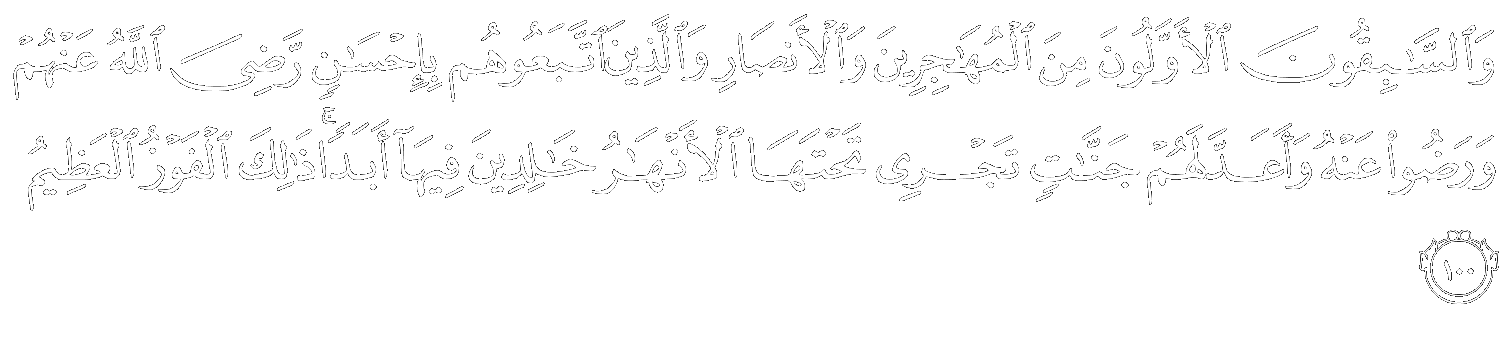 وَٱلسَّٰبِقُونَ ٱلْأَوَّلُونَ مِنَ ٱلْمُهَٰجِرِينَ وَٱلْأَنصَارِ وَٱلَّذِينَ ٱتَّبَعُوهُم بِإِحْسَٰنٍ رَّضِىَ ٱللَّهُ عَنْهُمْ
وَرَضُوا۟ عَنْهُ وَأَعَدَّ لَهُمْ جَنَّٰتٍ تَجْرِى تَحْتَهَا ٱلْأَنْهَٰرُ خَٰلِدِينَ فِيهَآ أَبَدًا ۚ ذَٰلِكَ ٱلْفَوْزُ ٱلْعَظِيمُ
١٠٠